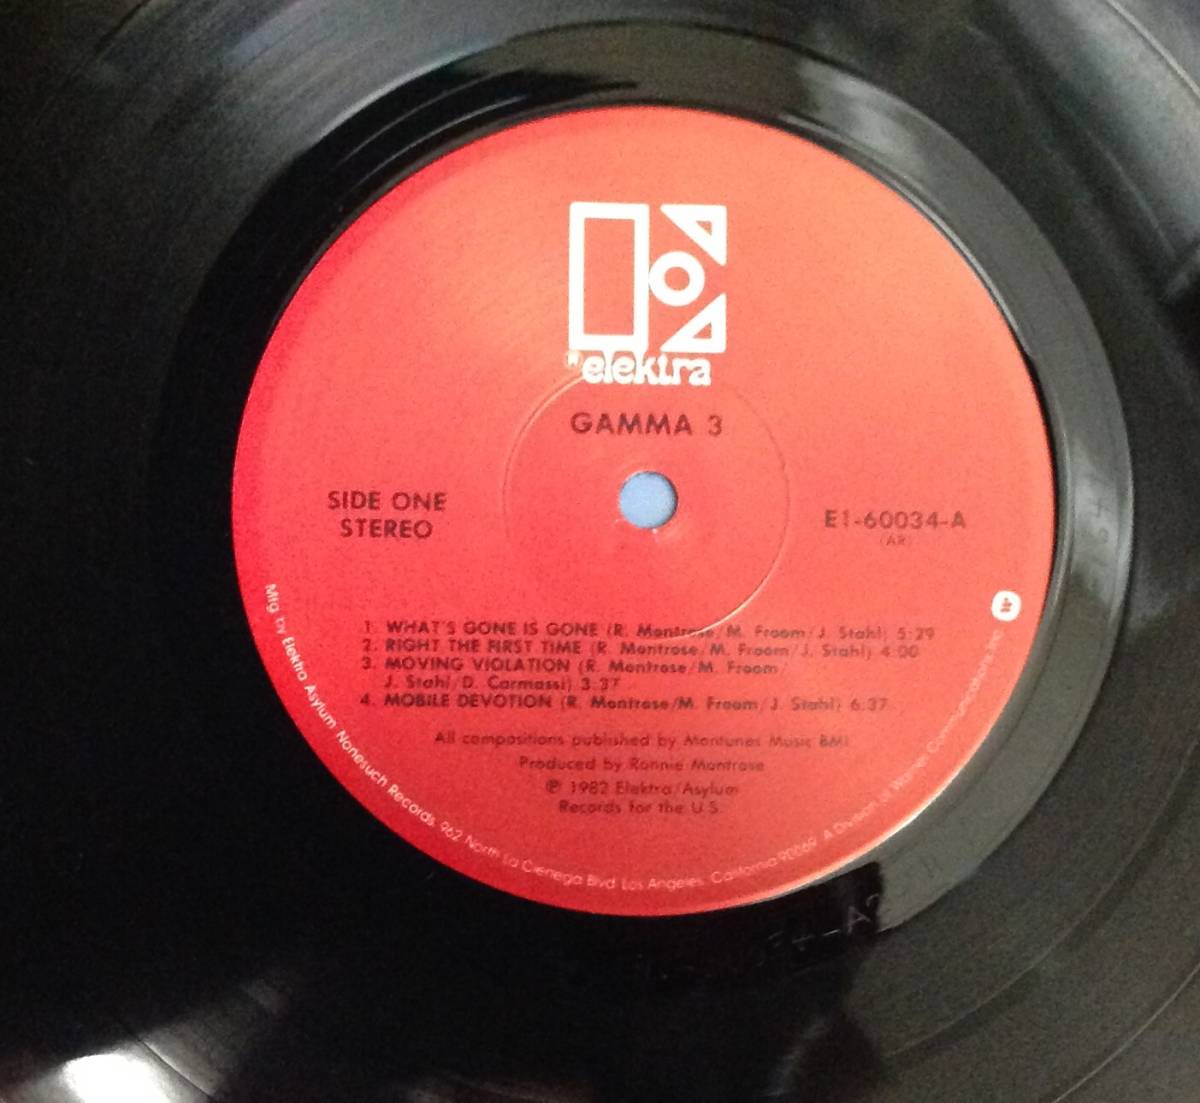 elektra
GAMMA 3
SIDE ONE
STEREO
E1-60034-A
(AR)
1. WHAT'S GONE IS GONE (R. Montrose/M. Froom/J. Stahl) 5:29
2. RIGHT THE FIRST TIME (R. Montrose/M. Froom/J. Stahl) 4:00
3. MOVING VIOLATION (R. Montrose/M. Froom/
J. Stahl/D. Carmassi) 3:37
4. MOBILE DEVOTION (R. Montrose/M. Froom/J. Stahl) 6:37
All compositions published by Montunes Music BMI
Produced by Ronnie Montrose
℗ 1982 Elektra/Asylum
Records for the U.S.
Mfg. by Elektra Asylum Nonesuch Records, 962 North La Cienega Blvd. Los Angeles, California 90069. A Division of Warner Communications Inc.